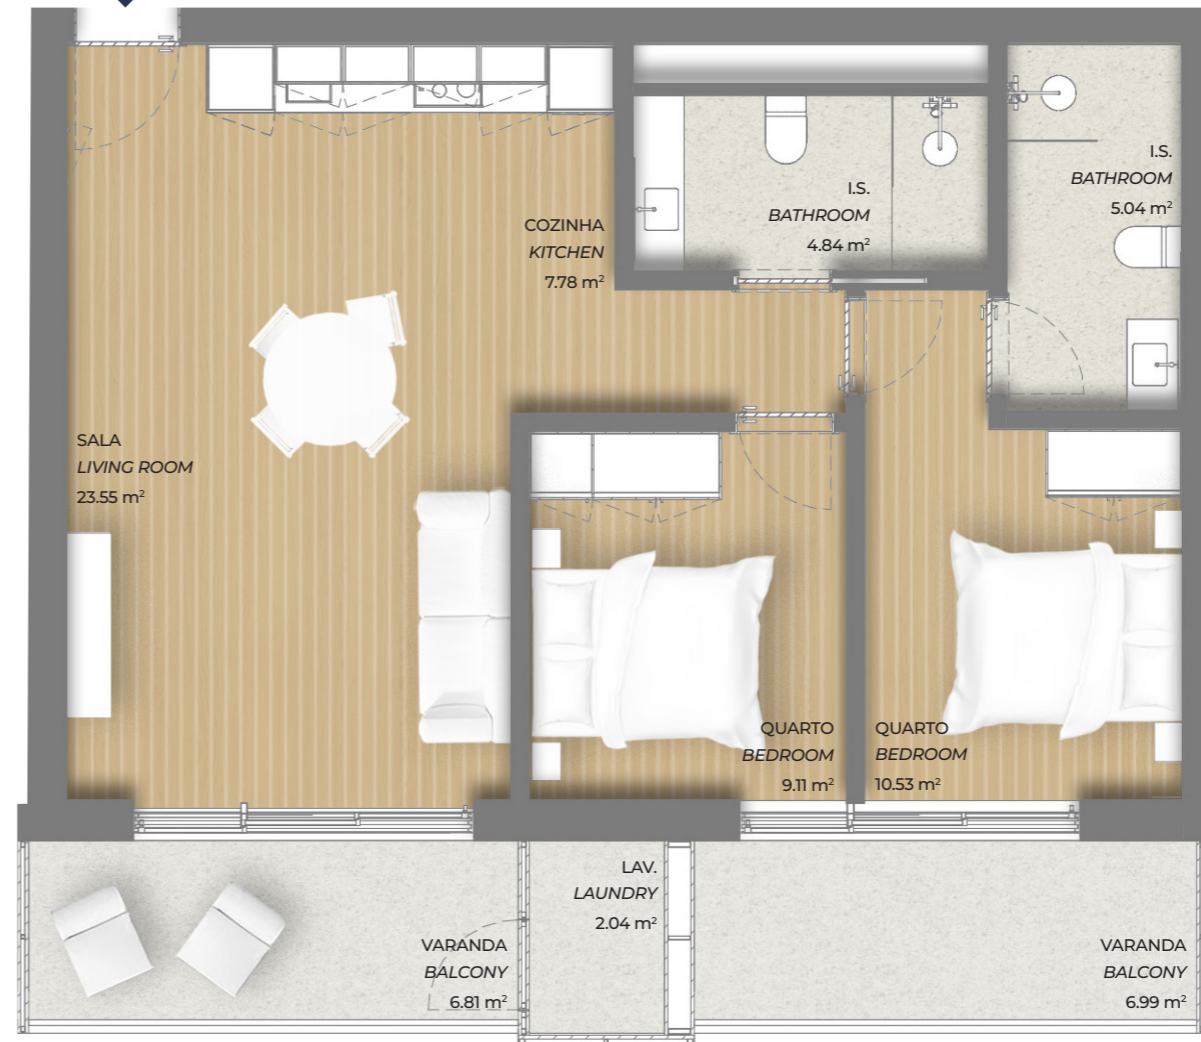 I.S.
BATHROOM
5.04 m²
I.S.
BATHROOM
4.84 m²
COZINHA
KITCHEN
7.78 m²
SALA
LIVING ROOM
23.55 m²
QUARTO
BEDROOM
9.11 m²
QUARTO
BEDROOM
10.53 m²
LAV.
LAUNDRY
2.04 m²
VARANDA
BALCONY
6.81 m²
VARANDA
BALCONY
6.99 m²